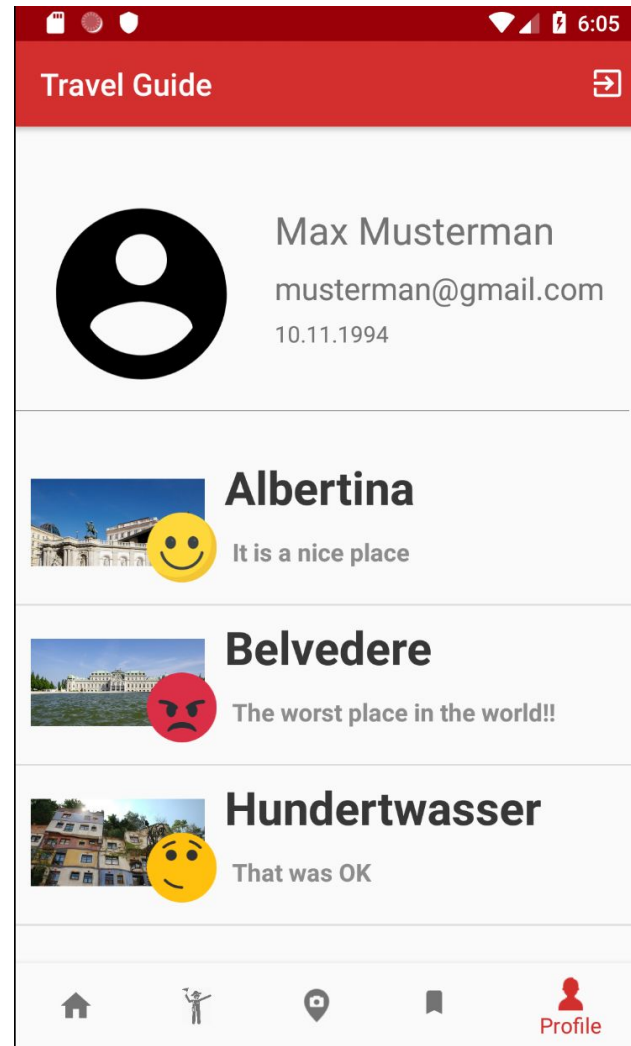 6:05
Travel Guide
Max Musterman
musterman@gmail.com
10.11.1994
Albertina
It is a nice place
Belvedere
The worst place in the world!!
Hundertwasser
That was OK
Profile